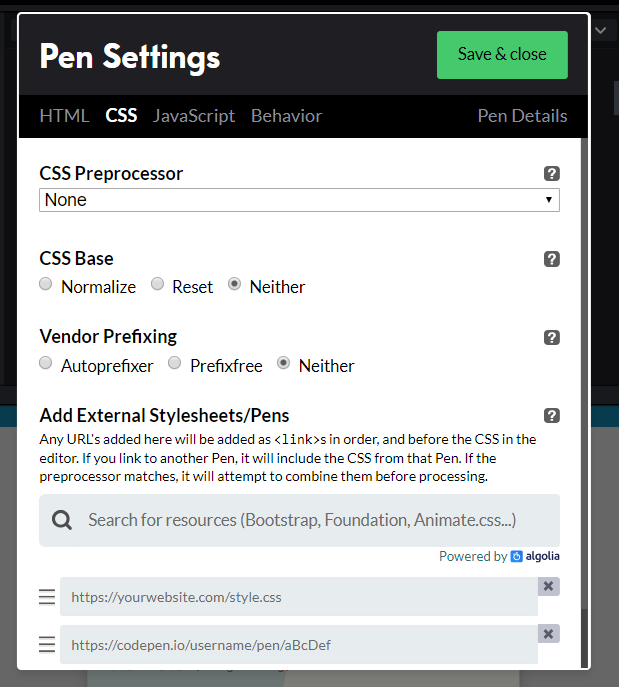 Pen Settings
Save & close
HTML CSS JavaScript Behavior Pen Details
CSS Preprocessor ?
None
CSS Base ?
Normalize Reset Neither
Vendor Prefixing ?
Autoprefixer Prefixfree Neither
Add External Stylesheets/Pens ?
Any URL's added here will be added as <link>s in order, and before the CSS in the
editor. If you link to another Pen, it will include the CSS from that Pen. If the
preprocessor matches, it will attempt to combine them before processing.
Search for resources (Bootstrap, Foundation, Animate.css...)
Powered by algolia
https://yourwebsite.com/style.css
https://codepen.io/username/pen/aBcDef